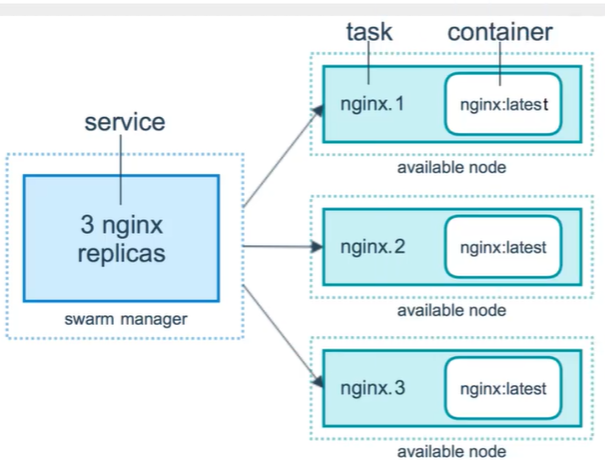 task
container
nginx.1
nginx:latest
available node
service
3 nginx
replicas
swarm manager
nginx.2
nginx:latest
available node
nginx.3
nginx:latest
available node